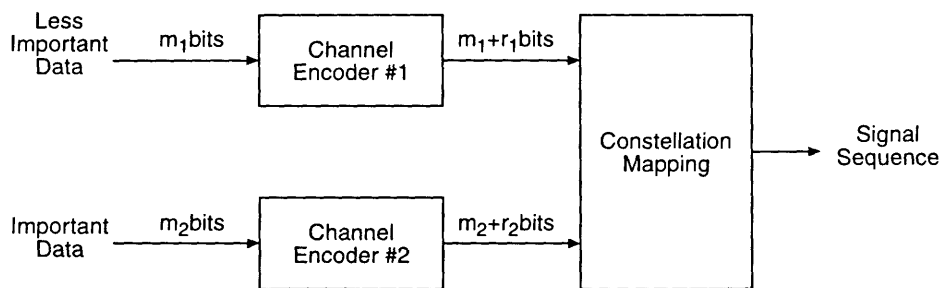 Less
Important
Data
m₁bits
Channel
Encoder #1
m₁+r₁bits
Constellation
Mapping
Signal
Sequence
Important
Data
m₂bits
Channel
Encoder #2
m₂+r₂bits